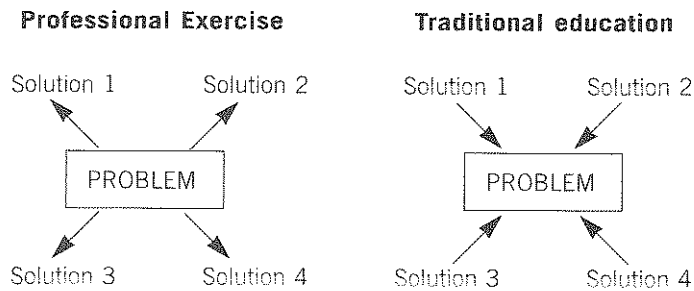 Professional Exercise
Traditional education
Solution 1
Solution 2
PROBLEM
Solution 3
Solution 4
Solution 1
Solution 2
PROBLEM
Solution 3
Solution 4